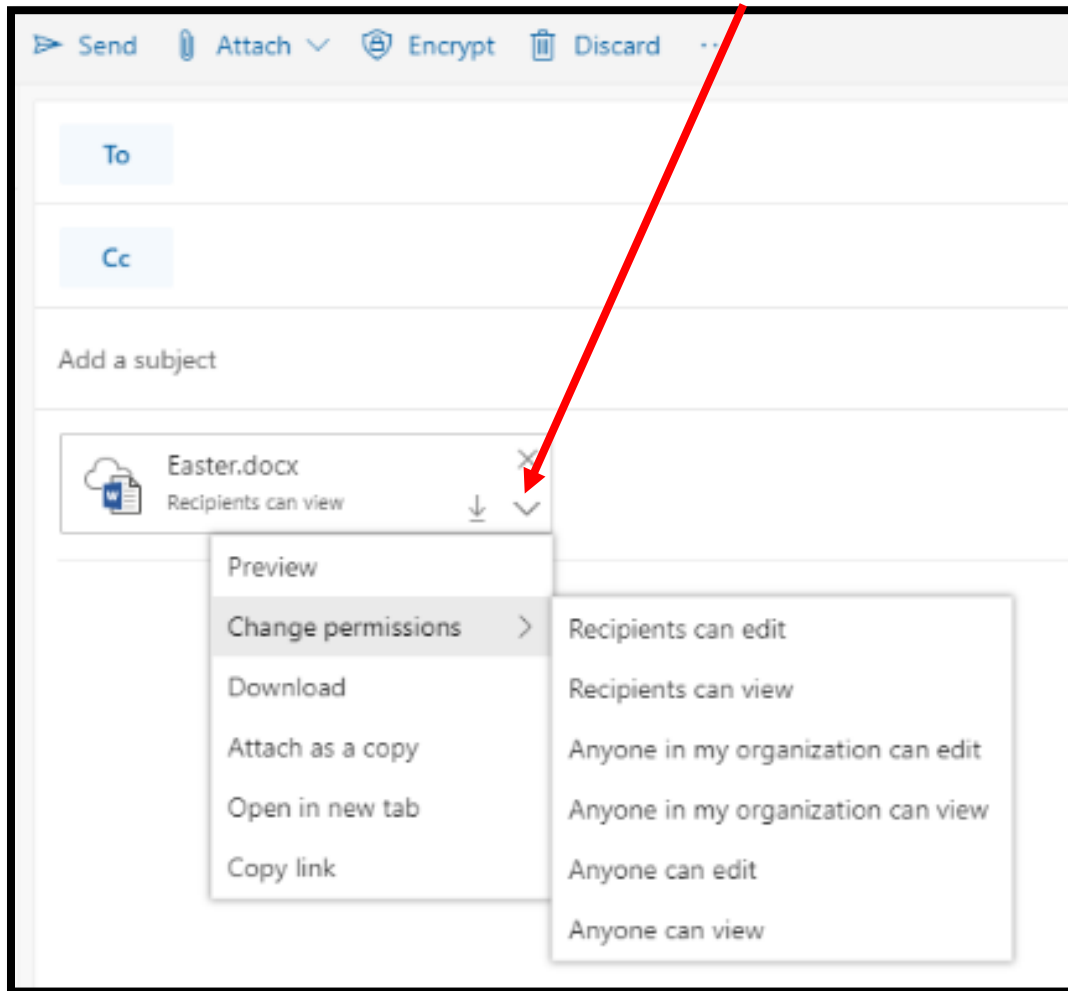 Send Attach Encrypt Discard ...
To
Cc
Add a subject
Easter.docx
Recipients can view
Preview
Change permissions
Download
Attach as a copy
Open in new tab
Copy link
Recipients can edit
Recipients can view
Anyone in my organization can edit
Anyone in my organization can view
Anyone can edit
Anyone can view